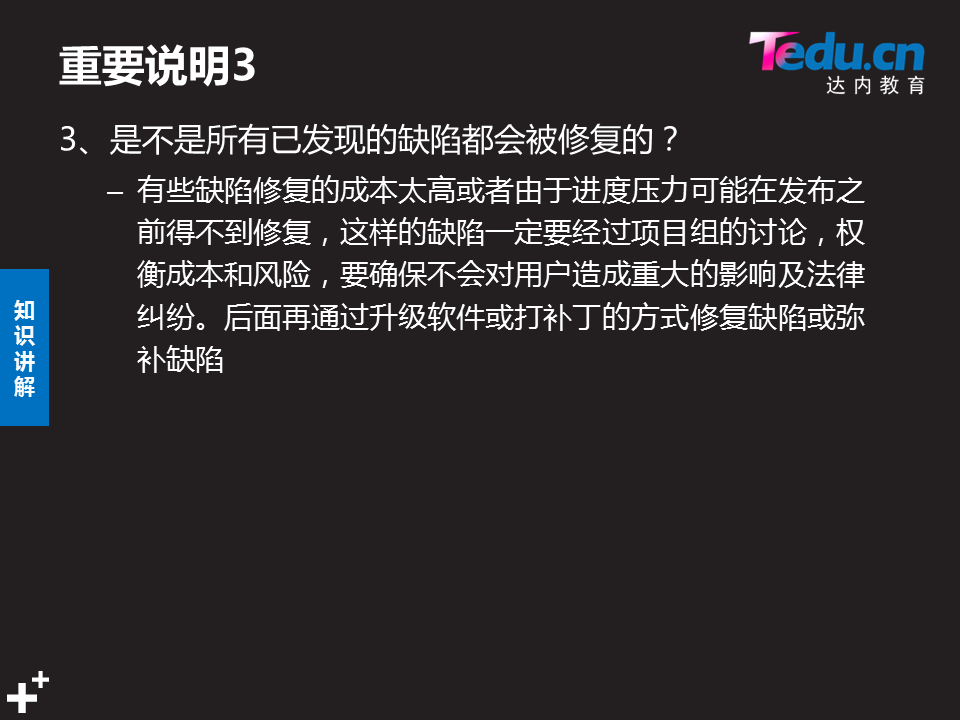 重要说明3
Tedu.cn
达内教育
3、是不是所有已发现的缺陷都会被修复的？
– 有些缺陷修复的成本太高或者由于进度压力可能在发布之
前得不到修复，这样的缺陷一定要经过项目组的讨论，权
衡成本和风险，要确保不会对用户造成重大的影响及法律
纠纷。后面再通过升级软件或打补丁的方式修复缺陷或弥
补缺陷
知
识
讲
解